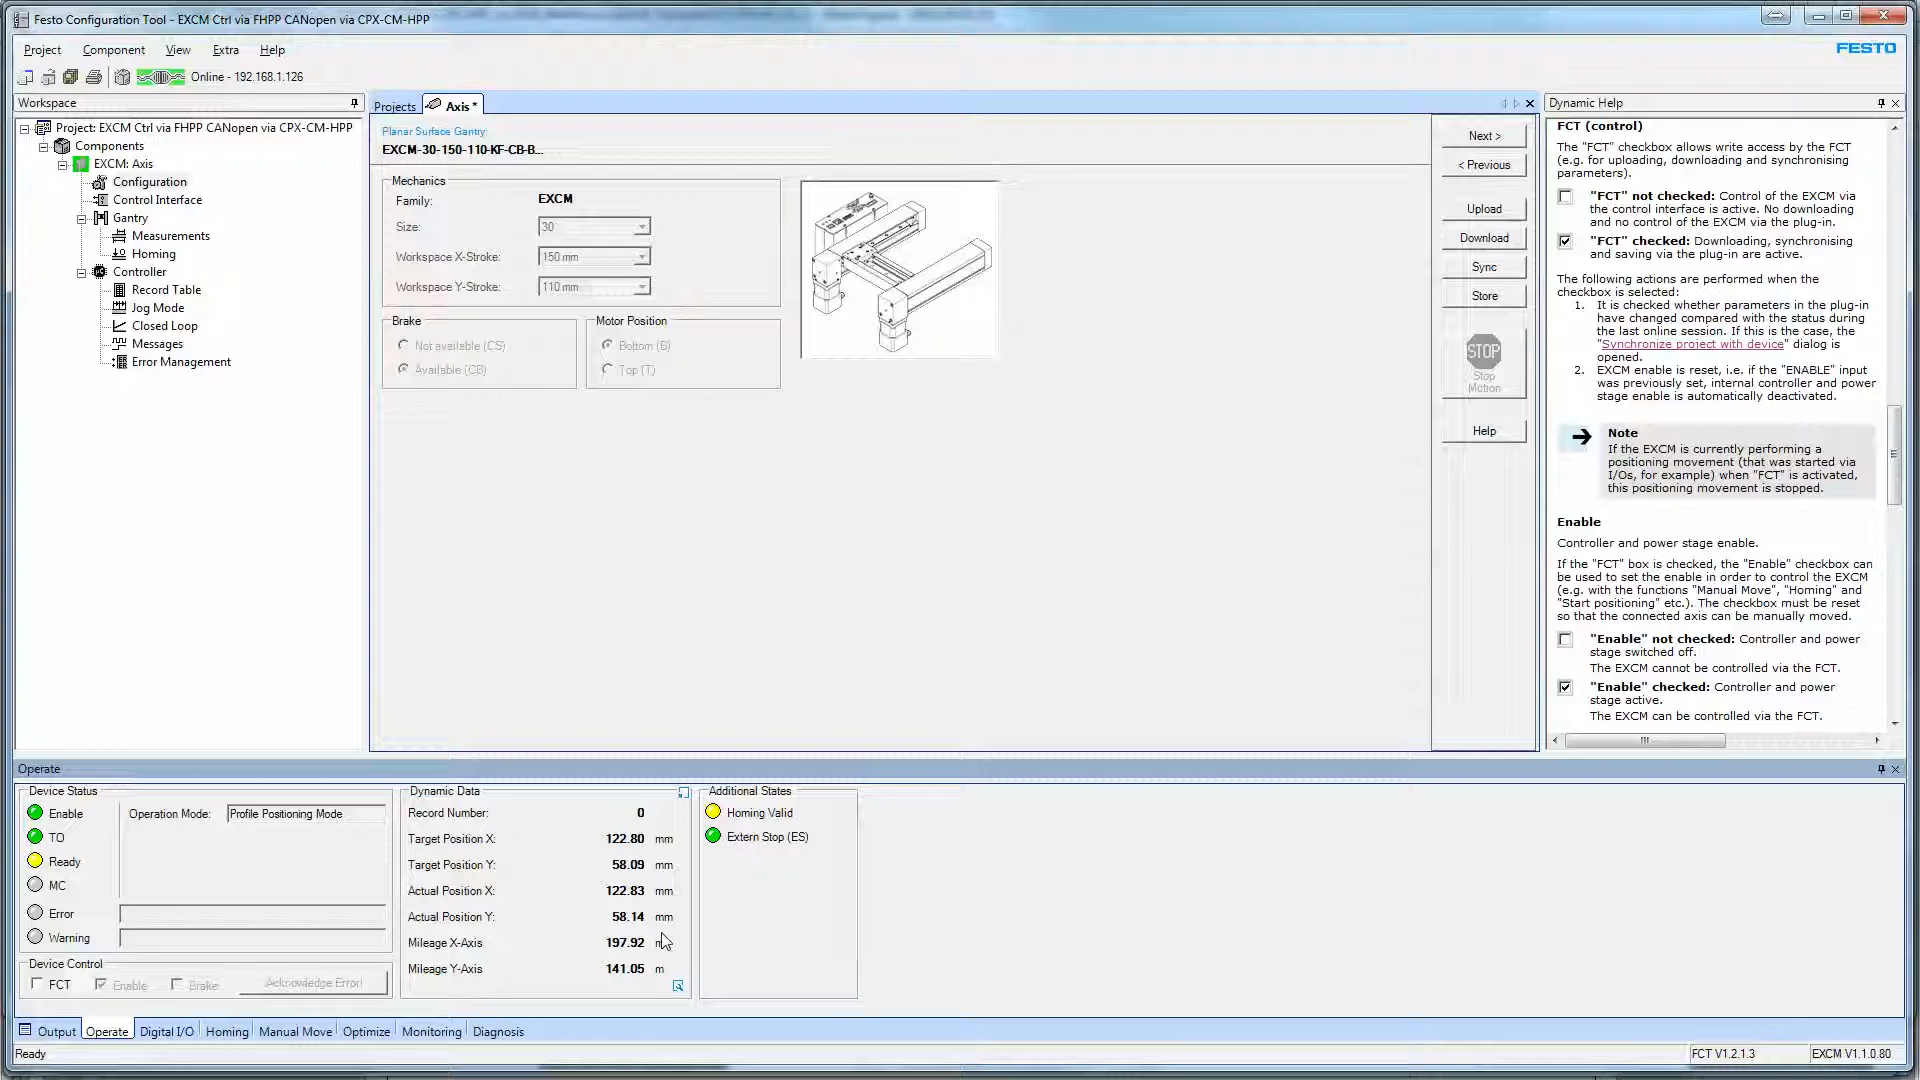 Festo Configuration Tool - EXCM Ctrl via FHPP CANopen via CPX-CM-HPP
Project Component View Extra Help
FESTO
Online - 192.168.1.126
Workspace
Project: EXCM Ctrl via FHPP CANopen via CPX-CM-HPP
Components
EXCM: Axis
Configuration
Control Interface
Gantry
Measurements
Homing
Controller
Record Table
Jog Mode
Closed Loop
Messages
Error Management
Projects Axis *
Planar Surface Gantry:
EXCM-30-150-110-KF-CB-B...
Mechanics
Family: EXCM
Size: 30
Workspace X-Stroke: 150 mm
Workspace Y-Stroke: 110 mm
Brake
Not available (CS)
Available (CB)
Motor Position
Bottom (B)
Top (T)
Next >
< Previous
Upload
Download
Sync
Store
STOP
Stop
Motion
Help
Dynamic Help
FCT (control)
The "FCT" checkbox allows write access by the FCT
(e.g. for uploading, downloading and synchronising
parameters).
"FCT" not checked: Control of the EXCM via
the control interface is active. No downloading
and no control of the EXCM via the plug-in.
"FCT" checked: Downloading, synchronising
and saving via the plug-in are active.
The following actions are performed when the
checkbox is selected:
1. It is checked whether parameters in the plug-in
have changed compared with the status during
the last online session. If this is the case, the
"Synchronize project with device" dialog is
opened.
2. EXCM enable is reset, i.e. if the "ENABLE" input
was previously set, internal controller and power
stage enable is automatically deactivated.
Note
If the EXCM is currently performing a
positioning movement (that was started via
I/Os, for example) when "FCT" is activated,
this positioning movement is stopped.
Enable
Controller and power stage enable.
If the "FCT" box is checked, the "Enable" checkbox can
be used to set the enable in order to control the EXCM
(e.g. with the functions "Manual Move", "Homing" and
"Start positioning" etc.). The checkbox must be reset
so that the connected axis can be manually moved.
"Enable" not checked: Controller and power
stage switched off.
The EXCM cannot be controlled via the FCT.
"Enable" checked: Controller and power
stage active.
The EXCM can be controlled via the FCT.
Operate
Device Status
Enable
TO
Ready
MC
Error
Warning
Operation Mode: Profile Positioning Mode
Device Control
FCT Enable Brake Acknowledge Error!
Dynamic Data
Record Number: 0
Target Position X: 122.80 mm
Target Position Y: 58.09 mm
Actual Position X: 122.83 mm
Actual Position Y: 58.14 mm
Mileage X-Axis 197.92
Mileage Y-Axis 141.05 m
Additional States
Homing Valid
Extern Stop (ES)
Output Operate Digital I/O Homing Manual Move Optimize Monitoring Diagnosis
Ready
FCT V1.2.1.3 EXCM V1.1.0.80